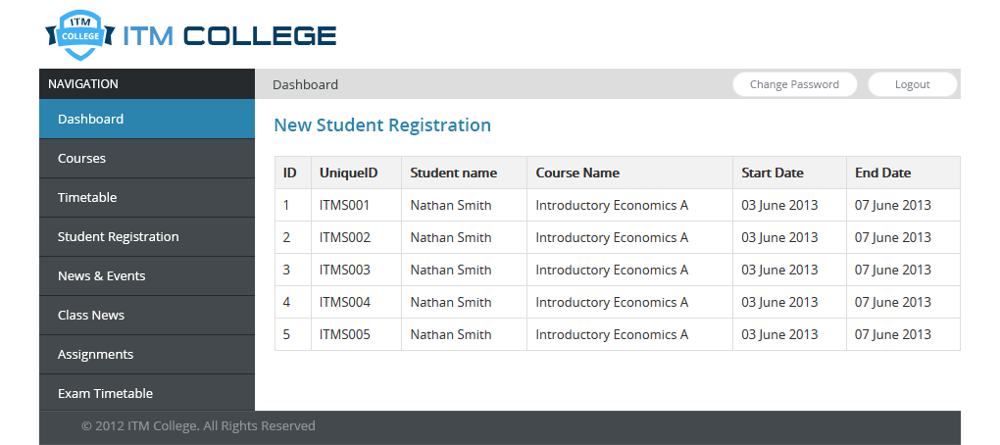 ITM
COLLEGE
ITM COLLEGE
NAVIGATION
Dashboard
Change Password
Logout
Dashboard
Courses
Timetable
Student Registration
News & Events
Class News
Assignments
Exam Timetable
New Student Registration
ID UniqueID Student name Course Name Start Date End Date
1 ITMS001 Nathan Smith Introductory Economics A 03 June 2013 07 June 2013
2 ITMS002 Nathan Smith Introductory Economics A 03 June 2013 07 June 2013
3 ITMS003 Nathan Smith Introductory Economics A 03 June 2013 07 June 2013
4 ITMS004 Nathan Smith Introductory Economics A 03 June 2013 07 June 2013
5 ITMS005 Nathan Smith Introductory Economics A 03 June 2013 07 June 2013
© 2012 ITM College. All Rights Reserved